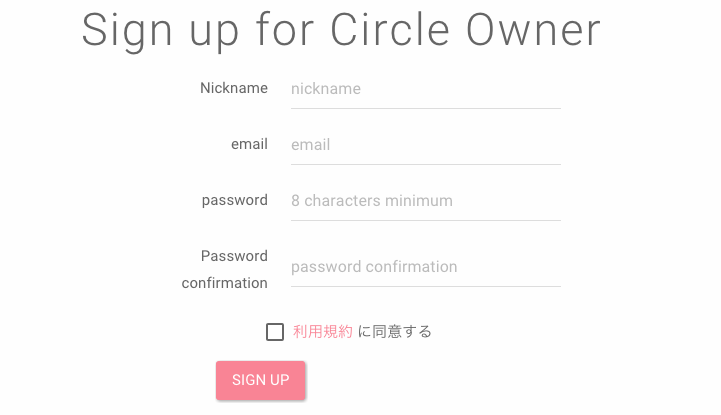 Sign up for Circle Owner
Nickname nickname
email email
password 8 characters minimum
Password
confirmation password confirmation
利用規約 に同意する
SIGN UP